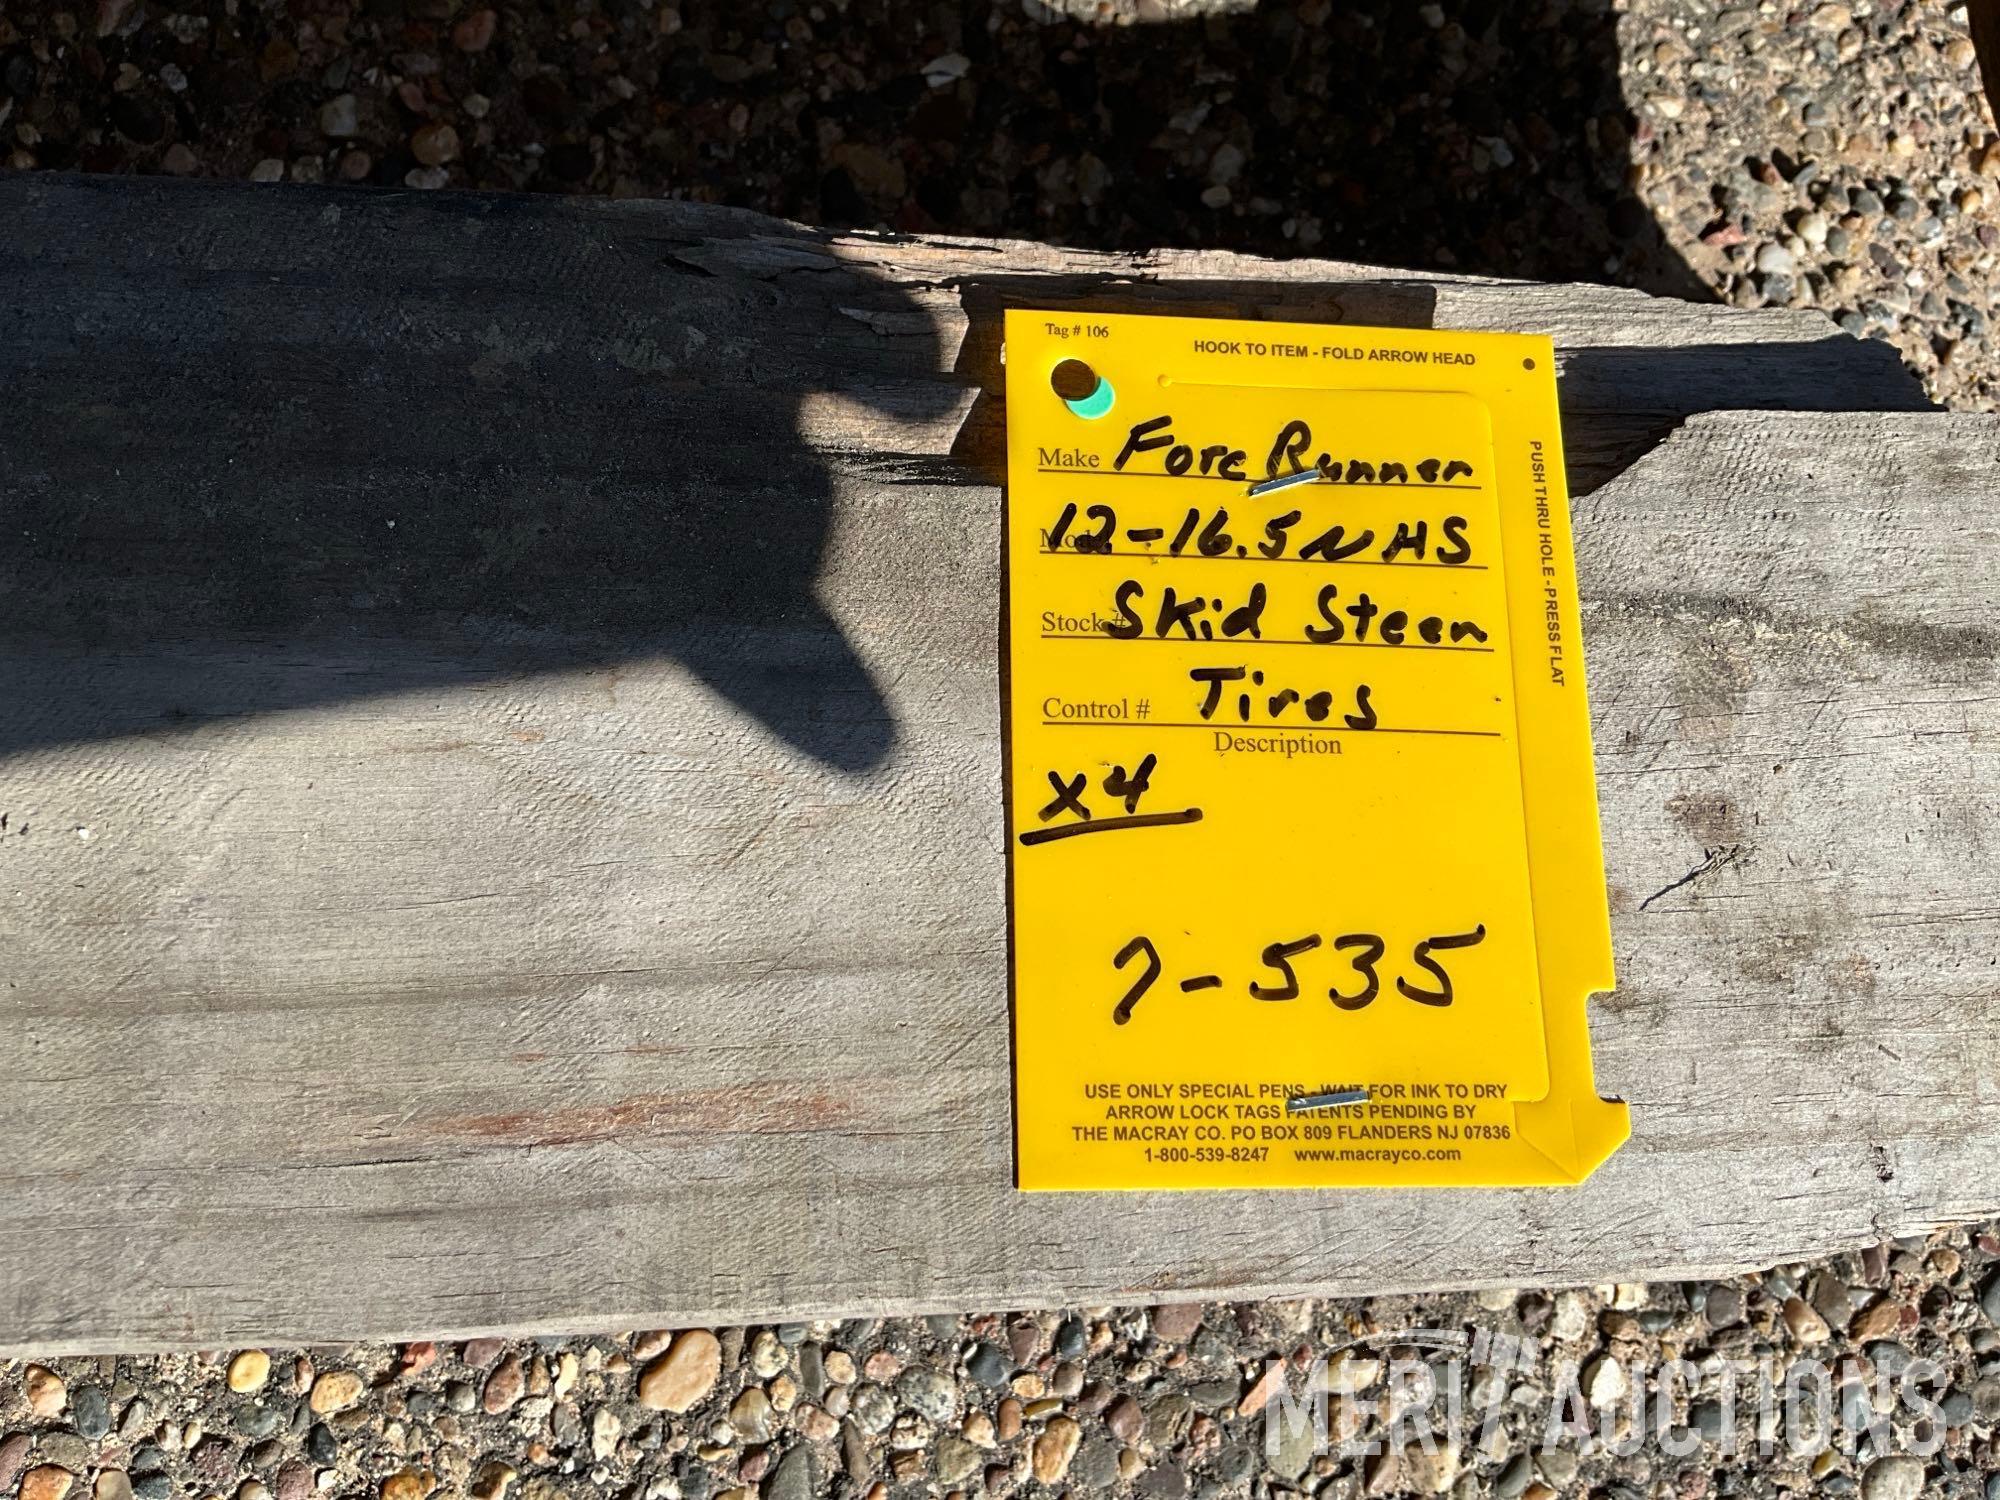 Tag # 106
HOOK TO ITEM - FOLD ARROW HEAD
PUSH THRU HOLE - PRESS FLAT
Make Fore Runner
Model 12-16.5 NHS
Stock # Skid Steer
Control # Tires
Description
x4
7-535
USE ONLY SPECIAL PENS - WAIT FOR INK TO DRY
ARROW LOCK TAGS PATENTS PENDING BY
THE MACRAY CO. PO BOX 809 FLANDERS NJ 07836
1-800-539-8247 www.macrayco.com
MERIT AUCTIONS